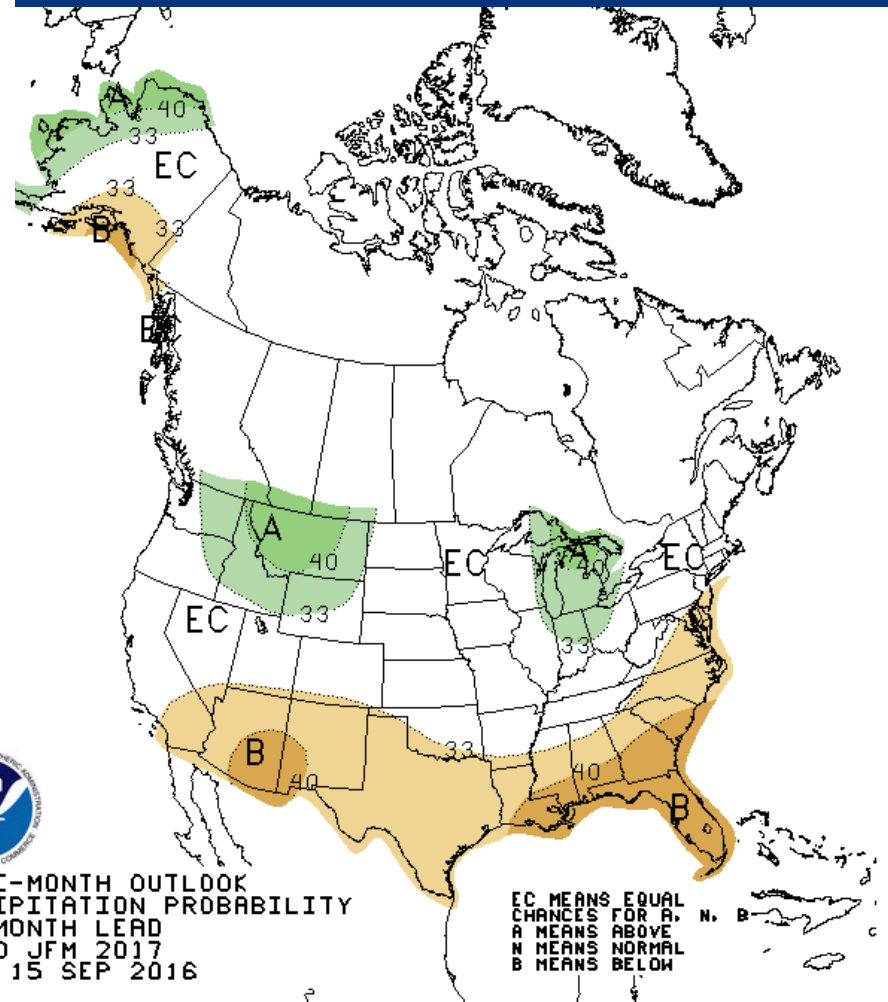 A
40
33
EC
33
B
33
A
40
33
EC
EC
A
40
33
EC
B
40
33
40
B
-MONTH OUTLOOK
IPITATION PROBABILITY
MONTH LEAD
JFM 2017
15 SEP 2016
EC MEANS EQUAL
CHANCES FOR A, N, B
A MEANS ABOVE
N MEANS NORMAL
B MEANS BELOW
COMMERCE